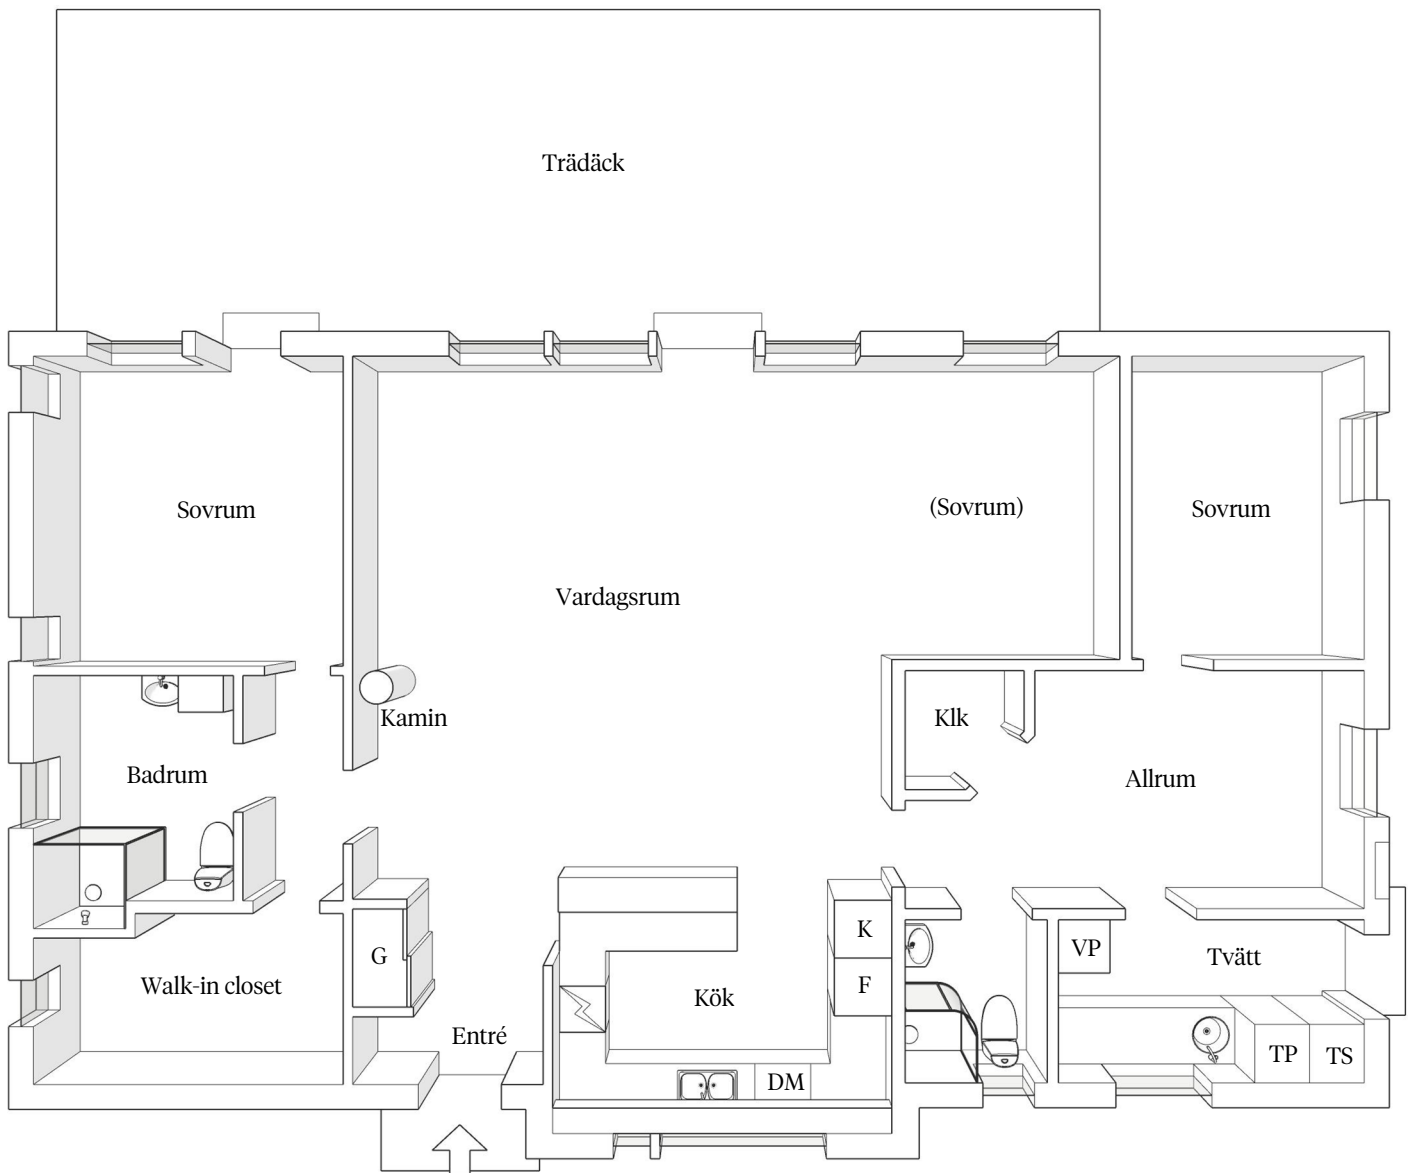 Trädäck
Sovrum
(Sovrum)
Sovrum
Vardagsrum
Kamin
Klk
Badrum
Allrum
K
G
VP
Tvätt
F
Walk-in closet
Kök
Entré
DM
TP
TS